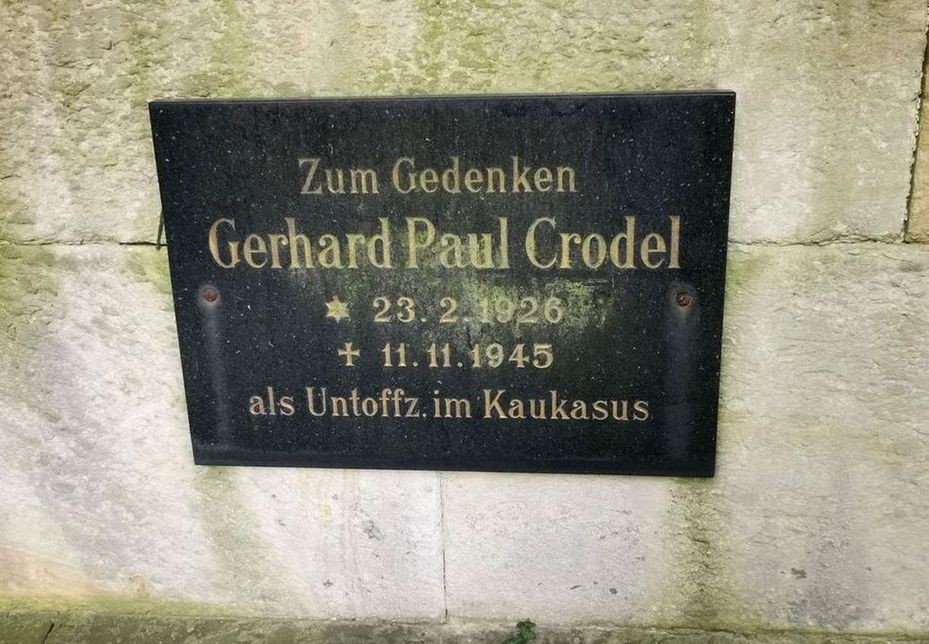 Zum Gedenken
Gerhard Paul Crodel
* 23. 2. 1926
✝ 11. 11. 1945
als Untoffz. im Kaukasus